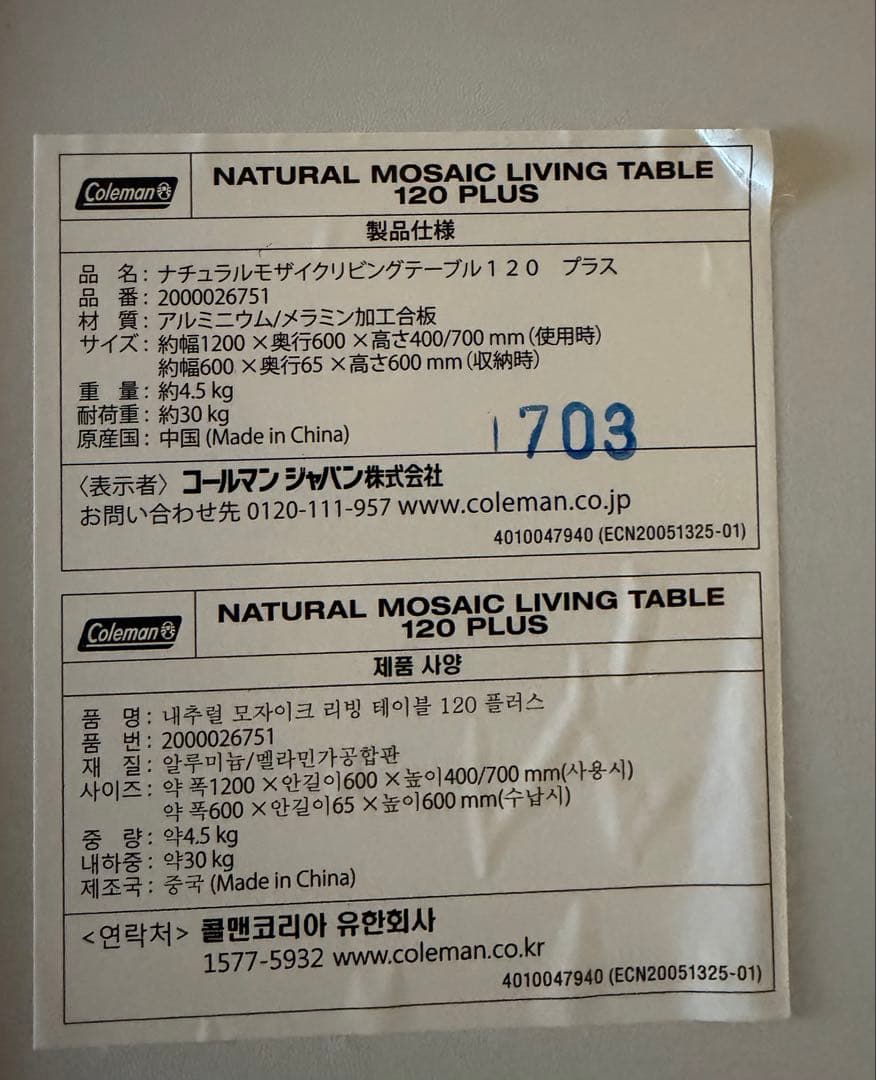 Coleman
NATURAL MOSAIC LIVING TABLE
120 PLUS
製品仕様
品 名：ナチュラルモザイクリビングテーブル１２０　プラス
品 番：2000026751
材 質：アルミニウム/メラミン加工合板
サイズ：約幅1200×奥行600×高さ400/700 mm（使用時）
約幅600×奥行65×高さ600 mm（収納時）
重 量：約4.5 kg
耐荷重：約30 kg
原産国：中国 (Made in China)
1703
〈表示者〉コールマン ジャパン株式会社
お問い合わせ先 0120-111-957 www.coleman.co.jp
4010047940 (ECN20051325-01)
Coleman
NATURAL MOSAIC LIVING TABLE
120 PLUS
제품 사양
품 명：내추럴 모자이크 리빙 테이블 120 플러스
품 번：2000026751
재 질：알루미늄/멜라민가공합판
사이즈：약 폭1200×안길이600×높이400/700 mm(사용시)
약 폭600×안길이65×높이600 mm(수납시)
중 량：약4.5 kg
내하중：약30 kg
제조국：중국 (Made in China)
<연락처> 콜맨코리아 유한회사
1577-5932 www.coleman.co.kr
4010047940 (ECN20051325-01)